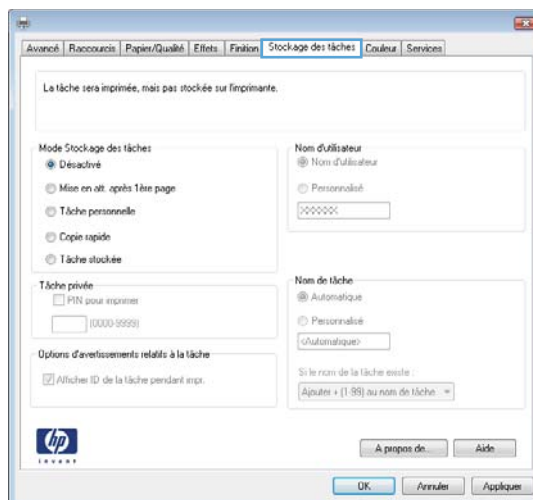 Avancé Raccourcis Papier/Qualité Effets Finition Stockage des tâches Couleur Services
La tâche sera imprimée, mais pas stockée sur l'imprimante.
Mode Stockage des tâches
Désactivé
Mise en att. après 1ère page
Tâche personnelle
Copie rapide
Tâche stockée
Nom d'utilisateur
Nom d'utilisateur
Personnalisé
XXXXXX
Tâche privée
PIN pour imprimer
(0000-9999)
Nom de tâche
Automatique
Personnalisé
<Automatique>
Options d'avertissements relatifs à la tâche
Afficher ID de la tâche pendant impr.
Si le nom de la tâche existe :
Ajouter + (1-99) au nom de tâche
hp
invent
A propos de...
Aide
OK
Annuler
Appliquer